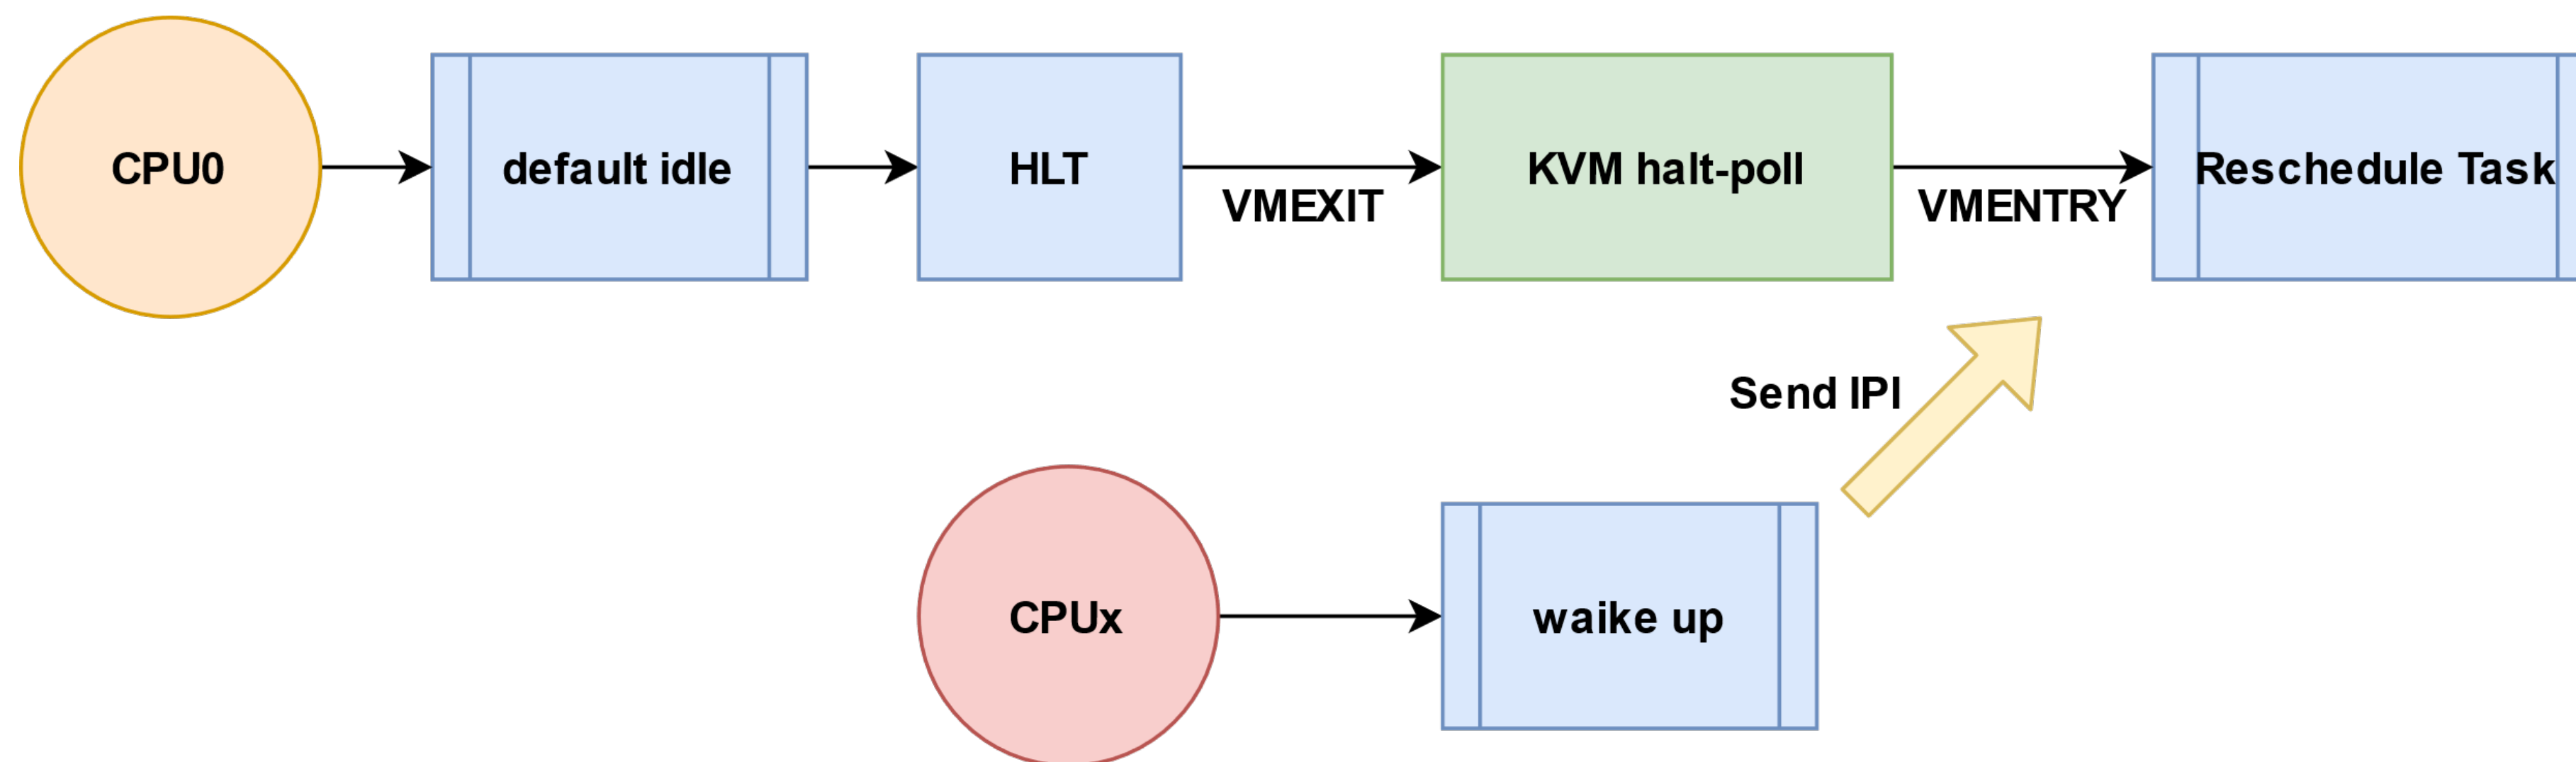 CPU0
default idle
HLT
VMEXIT
KVM halt-poll
VMENTRY
Reschedule Task
Send IPI
CPUx
waike up